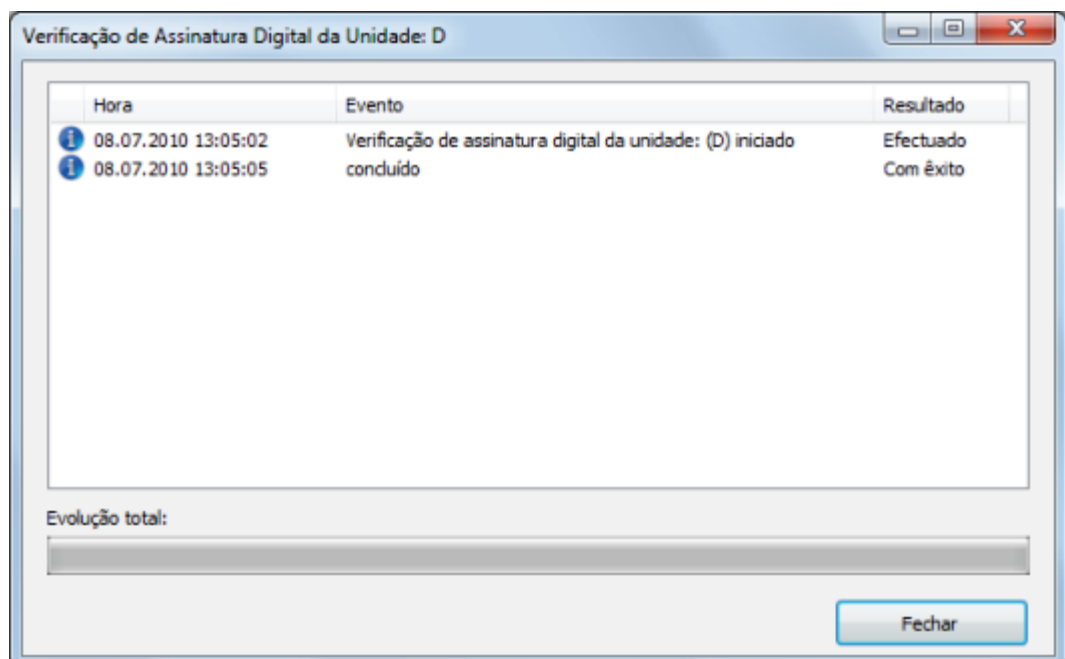 Verificação de Assinatura Digital da Unidade: D
Hora Evento Resultado
08.07.2010 13:05:02 Verificação de assinatura digital da unidade: (D) iniciado Efectuado
08.07.2010 13:05:05 concluído Com êxito
Evolução total:
Fechar